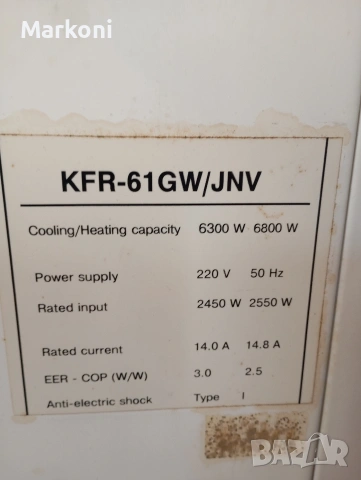 Markoni
KFR-61GW/JNV
Cooling/Heating capacity 6300 W 6800 W
Power supply 220 V 50 Hz
Rated input 2450 W 2550 W
Rated current 14.0 A 14.8 A
EER - COP (W/W) 3.0 2.5
Anti-electric shock Type I
BAZAR